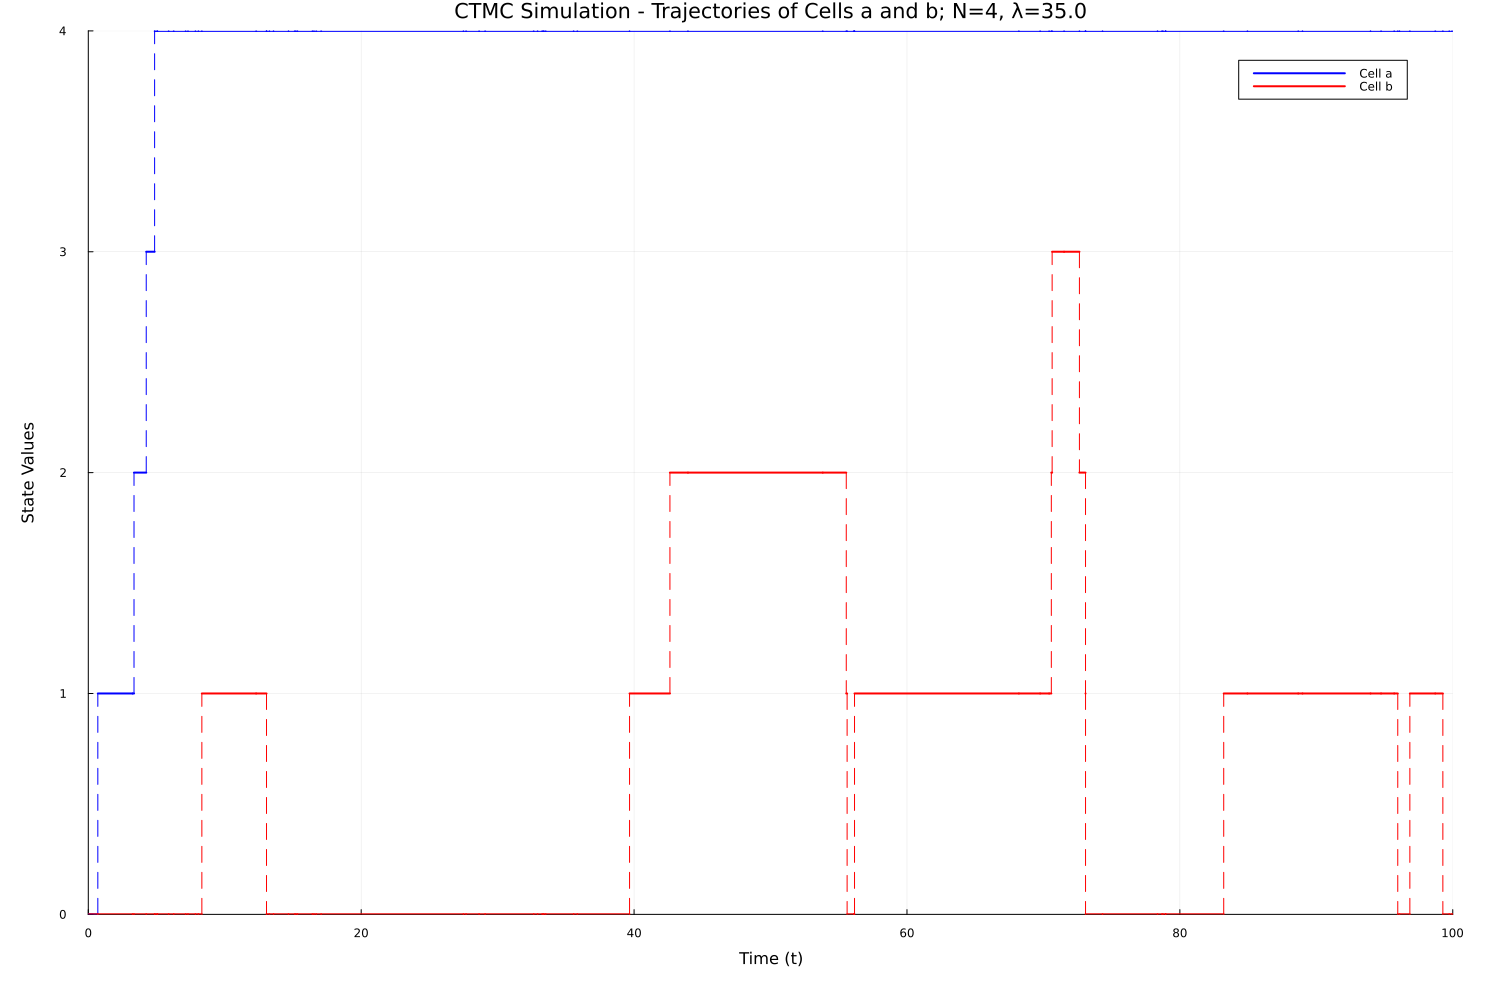 CTMC Simulation - Trajectories of Cells a and b; N=4, λ=35.0
4
Cell a
Cell b
3
State Values
2
1
0
0 20 40 60 80 100
Time (t)